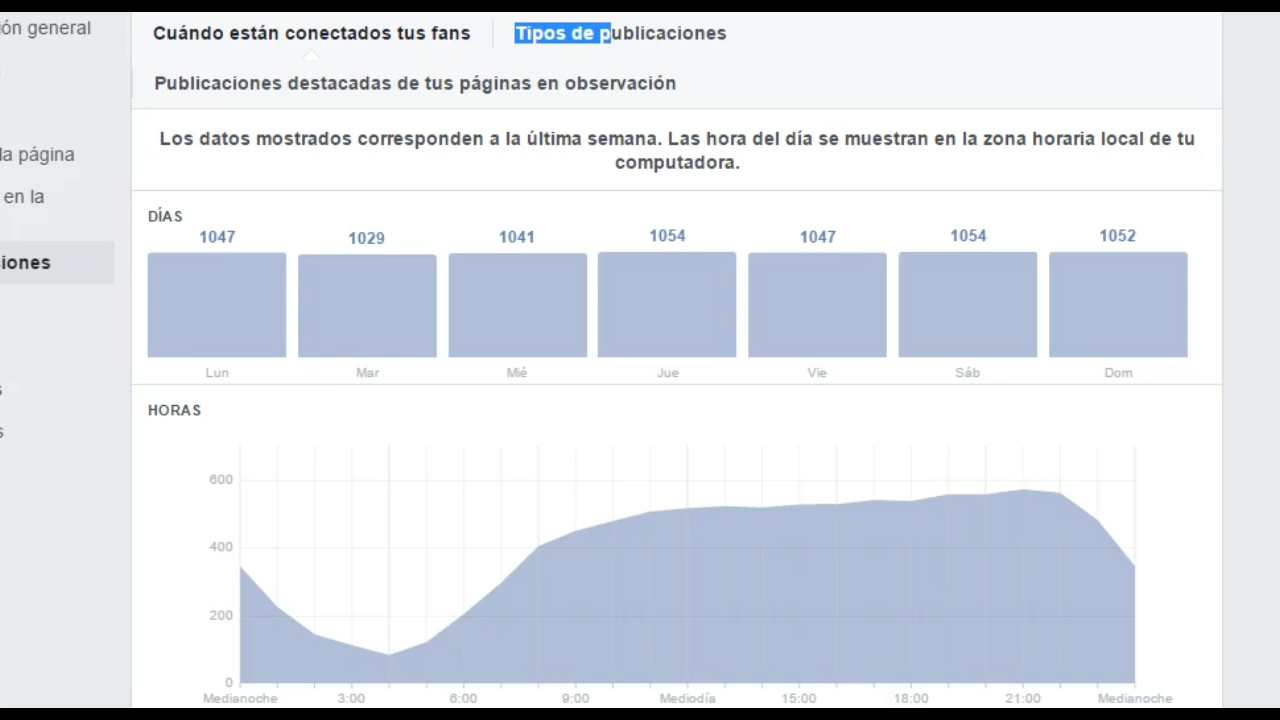 ón general
Cuándo están conectados tus fans
Tipos de publicaciones
Publicaciones destacadas de tus páginas en observación
Los datos mostrados corresponden a la última semana. Las hora del día se muestran en la zona horaria local de tu
computadora.
la página
en la
iones
s
s
DÍAS
1047 1029 1041 1054 1047 1054 1052
Lun Mar Mié Jue Vie Sáb Dom
HORAS
600
400
200
0
Medianoche 3:00 6:00 9:00 Mediodía 15:00 18:00 21:00 Medianoche